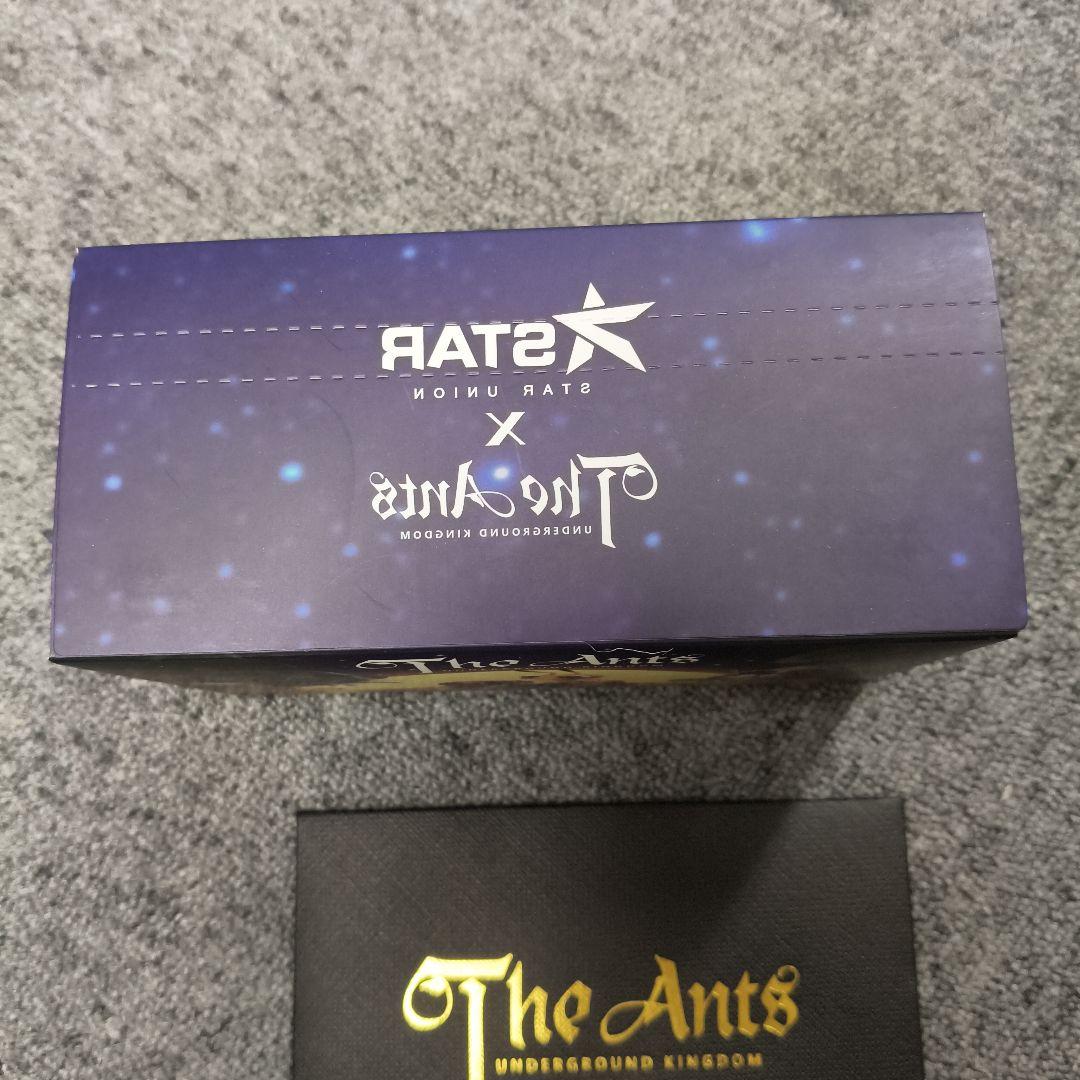 STAR
STAR UNION
X
The Ants
UNDERGROUND KINGDOM
The Ants
The Ants
UNDERGROUND KINGDOM